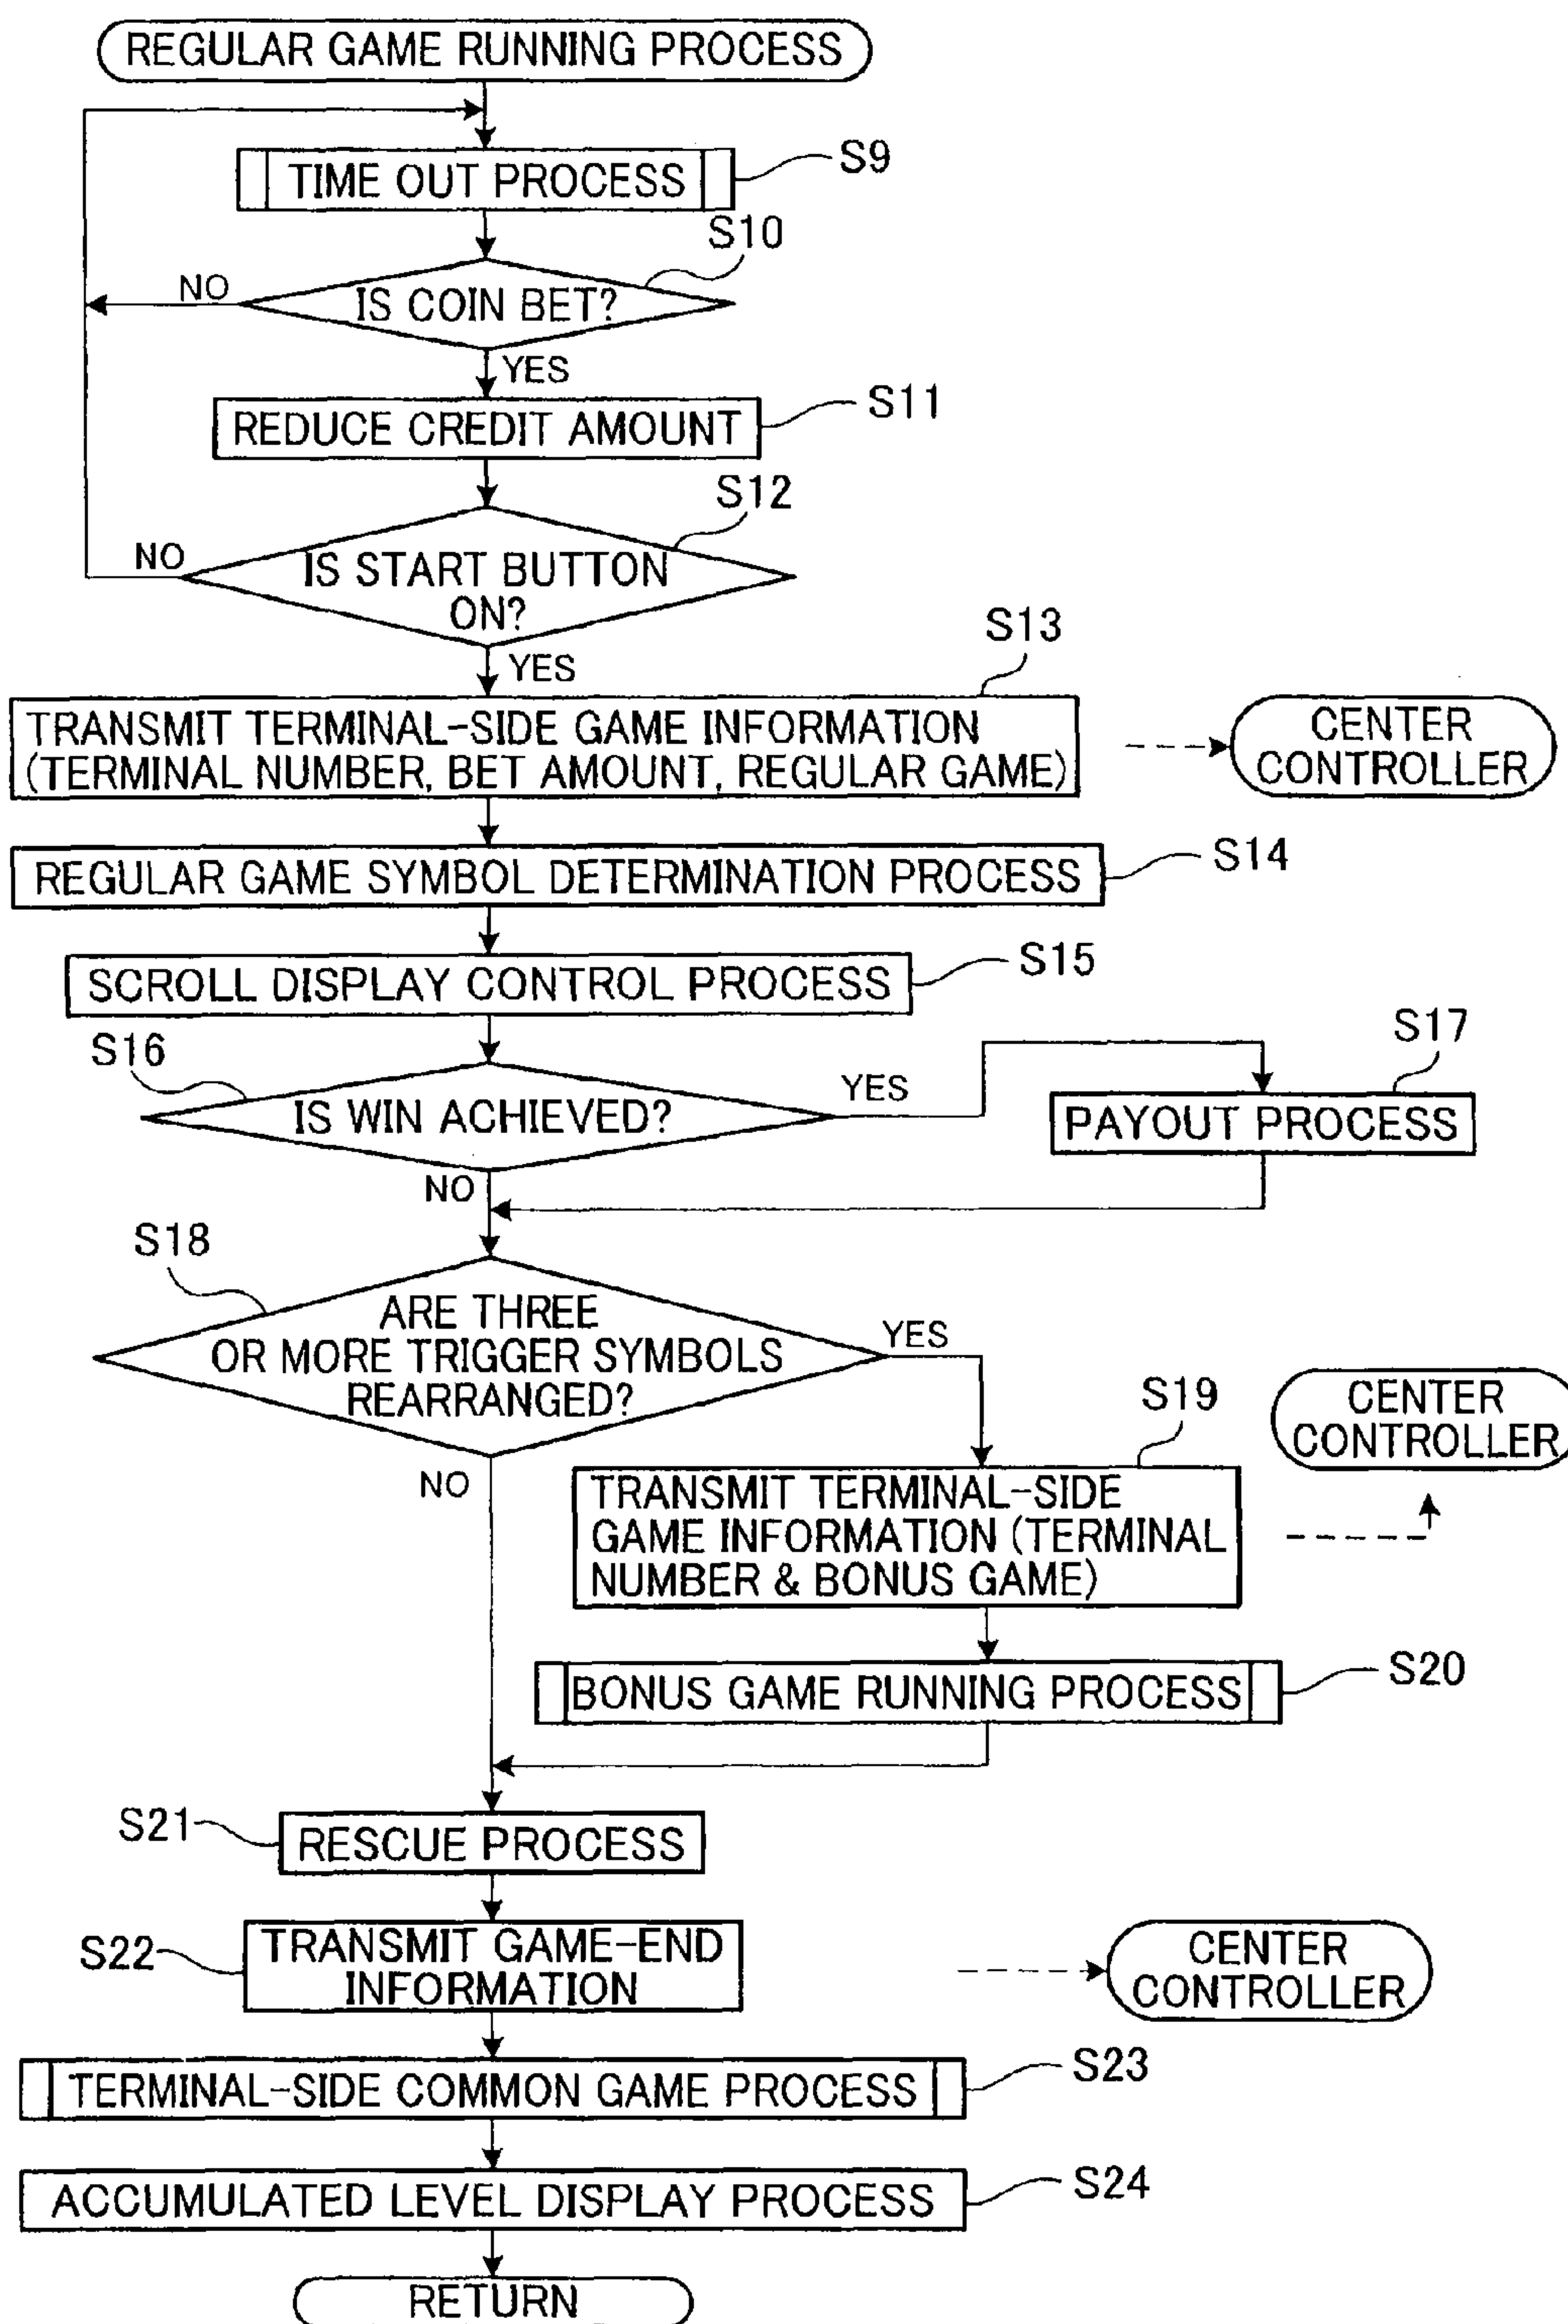 REGULAR GAME RUNNING PROCESS
TIME OUT PROCESS
S9
S10
IS COIN BET?
NO
YES
REDUCE CREDIT AMOUNT
S11
S12
IS START BUTTON
ON?
NO
YES
S13
TRANSMIT TERMINAL-SIDE GAME INFORMATION
(TERMINAL NUMBER, BET AMOUNT, REGULAR GAME)
CENTER
CONTROLLER
REGULAR GAME SYMBOL DETERMINATION PROCESS
S14
SCROLL DISPLAY CONTROL PROCESS
S15
S16
IS WIN ACHIEVED?
YES
S17
PAYOUT PROCESS
NO
S18
ARE THREE
OR MORE TRIGGER SYMBOLS
REARRANGED?
YES
NO
S19
TRANSMIT TERMINAL-SIDE
GAME INFORMATION (TERMINAL
NUMBER & BONUS GAME)
CENTER
CONTROLLER
BONUS GAME RUNNING PROCESS
S20
S21
RESCUE PROCESS
S22
TRANSMIT GAME-END
INFORMATION
CENTER
CONTROLLER
TERMINAL-SIDE COMMON GAME PROCESS
S23
ACCUMULATED LEVEL DISPLAY PROCESS
S24
RETURN